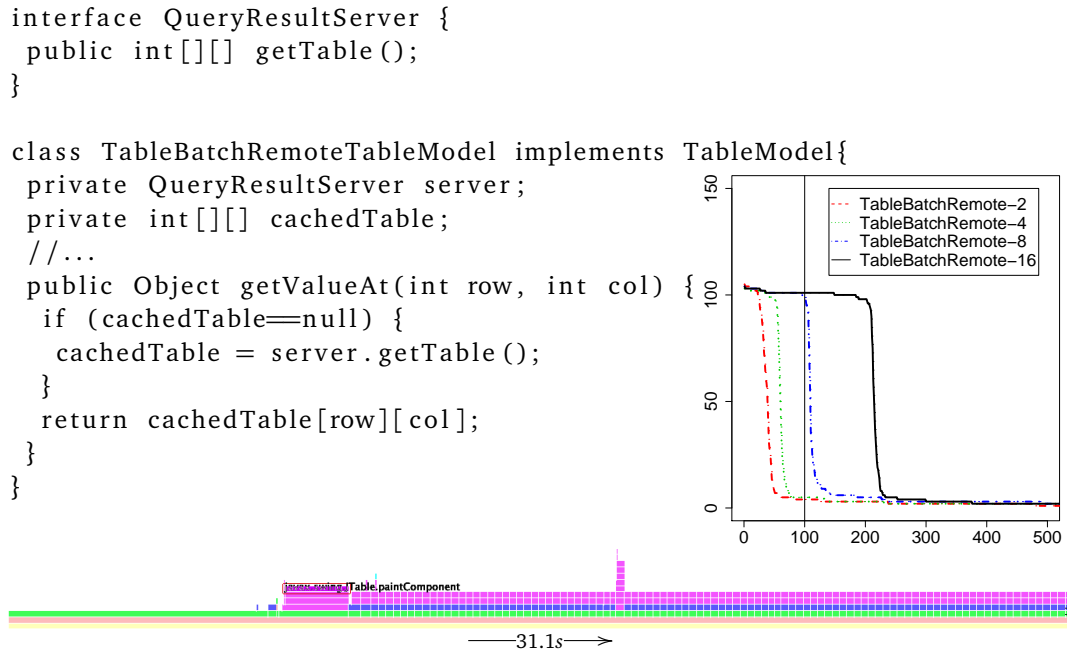 interface QueryResultServer {
public int[][] getTable();
}
class TableBatchRemoteTableModel implements TableModel{
private QueryResultServer server;
private int[][] cachedTable;
//...
public Object getValueAt(int row, int col) {
if (cachedTable==null) {
cachedTable = server.getTable();
}
return cachedTable[row][col];
}
}
150
100
50
0
TableBatchRemote-2
TableBatchRemote-4
TableBatchRemote-8
TableBatchRemote-16
0 100 200 300 400 500
Table.paintComponent
31.1s